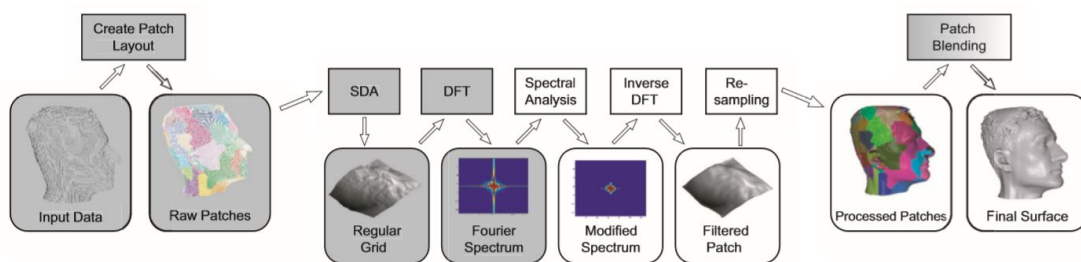 Create Patch
Layout
Input Data
Raw Patches
SDA
DFT
Spectral
Analysis
Inverse
DFT
Re-
sampling
Regular
Grid
Fourier
Spectrum
Modified
Spectrum
Filtered
Patch
Patch
Blending
Processed Patches
Final Surface